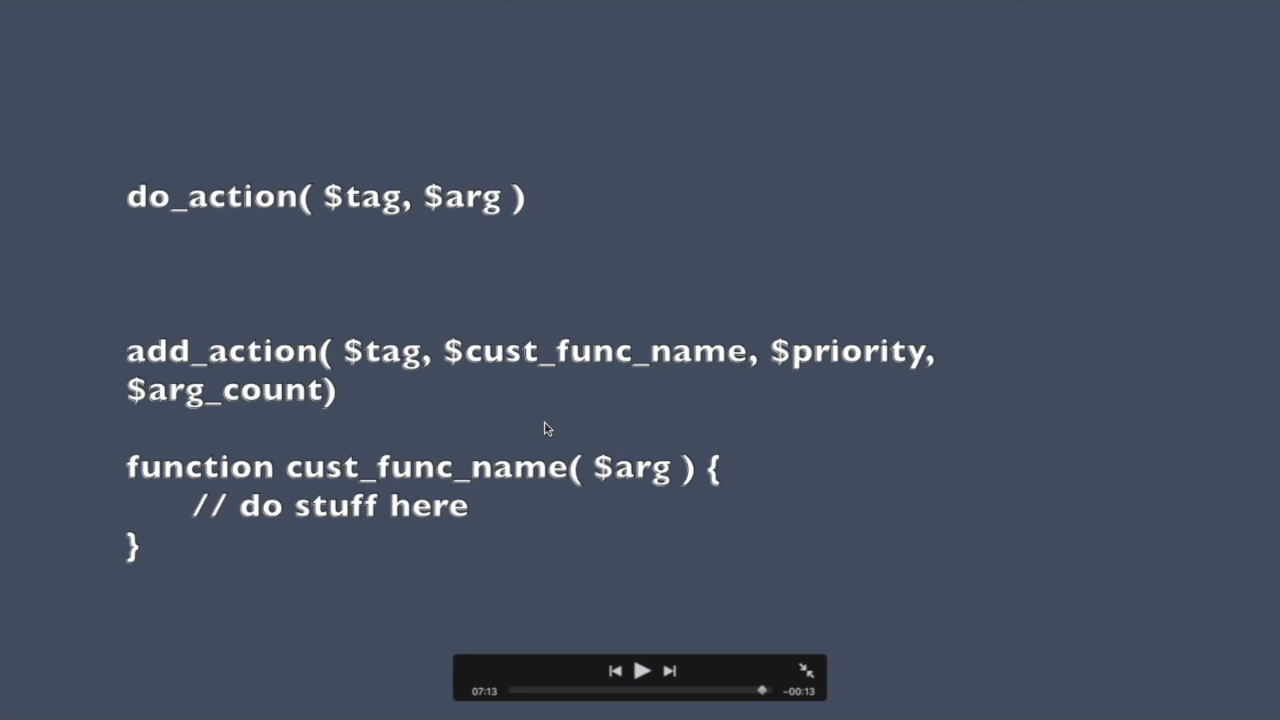 do_action( $tag, $arg )
add_action( $tag, $cust_func_name, $priority,
$arg_count)
function cust_func_name( $arg ) {
// do stuff here
}
07:13
-00:13